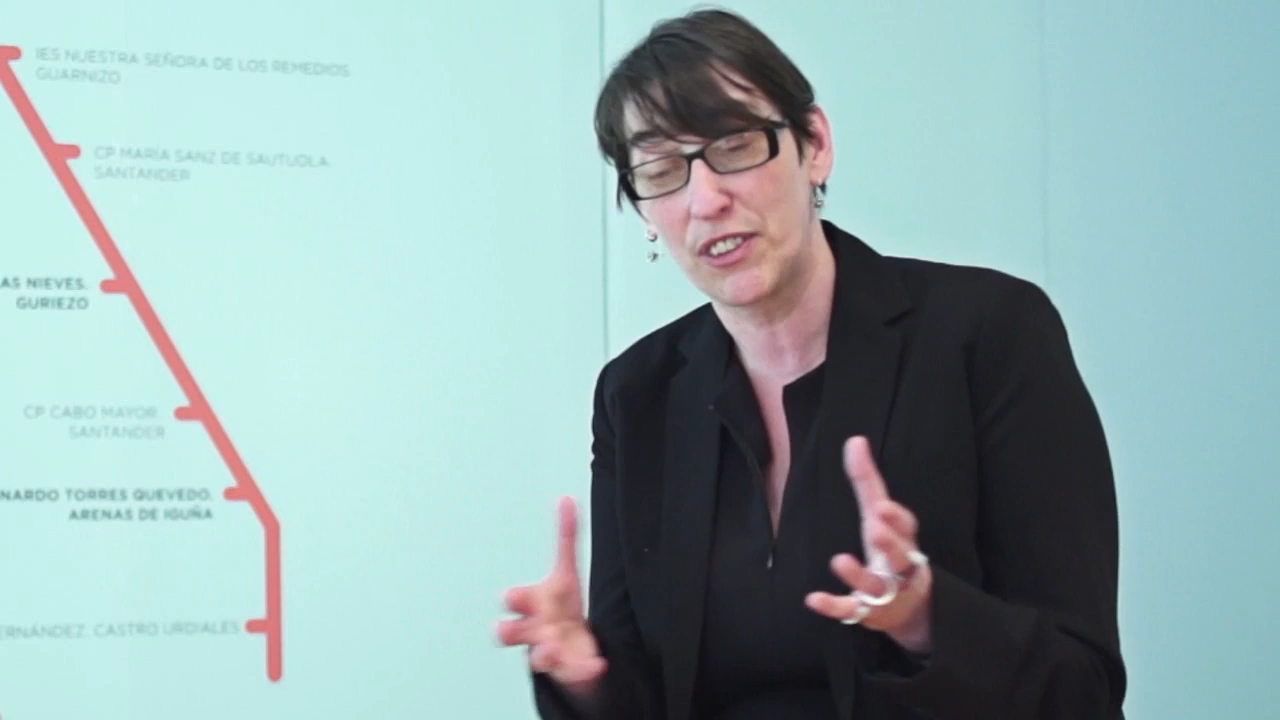 IES NUESTRA SEÑORA DE LOS REMEDIOS.
GUARNIZO
CP MARÍA SANZ DE SAUTUOLA.
SANTANDER
AS NIEVES.
GURIEZO
CP CABO MAYOR.
SANTANDER
NARDO TORRES QUEVEDO.
ARENAS DE IGUÑA
ERNÁNDEZ. CASTRO URDIALES